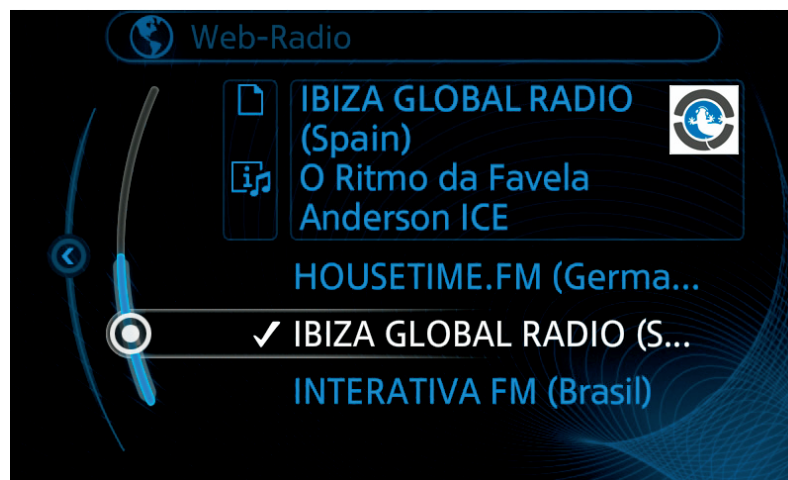 Web-Radio
IBIZA GLOBAL RADIO
(Spain)
O Ritmo da Favela
Anderson ICE
HOUSETIME.FM (Germa...
IBIZA GLOBAL RADIO (S...
INTERATIVA FM (Brasil)